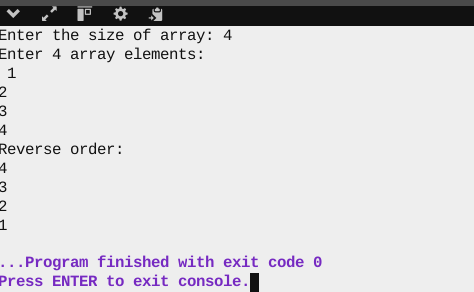 Enter the size of array: 4
Enter 4 array elements:
 1
2
3
4
Reverse order:
4
3
2
1

...Program finished with exit code 0
Press ENTER to exit console.